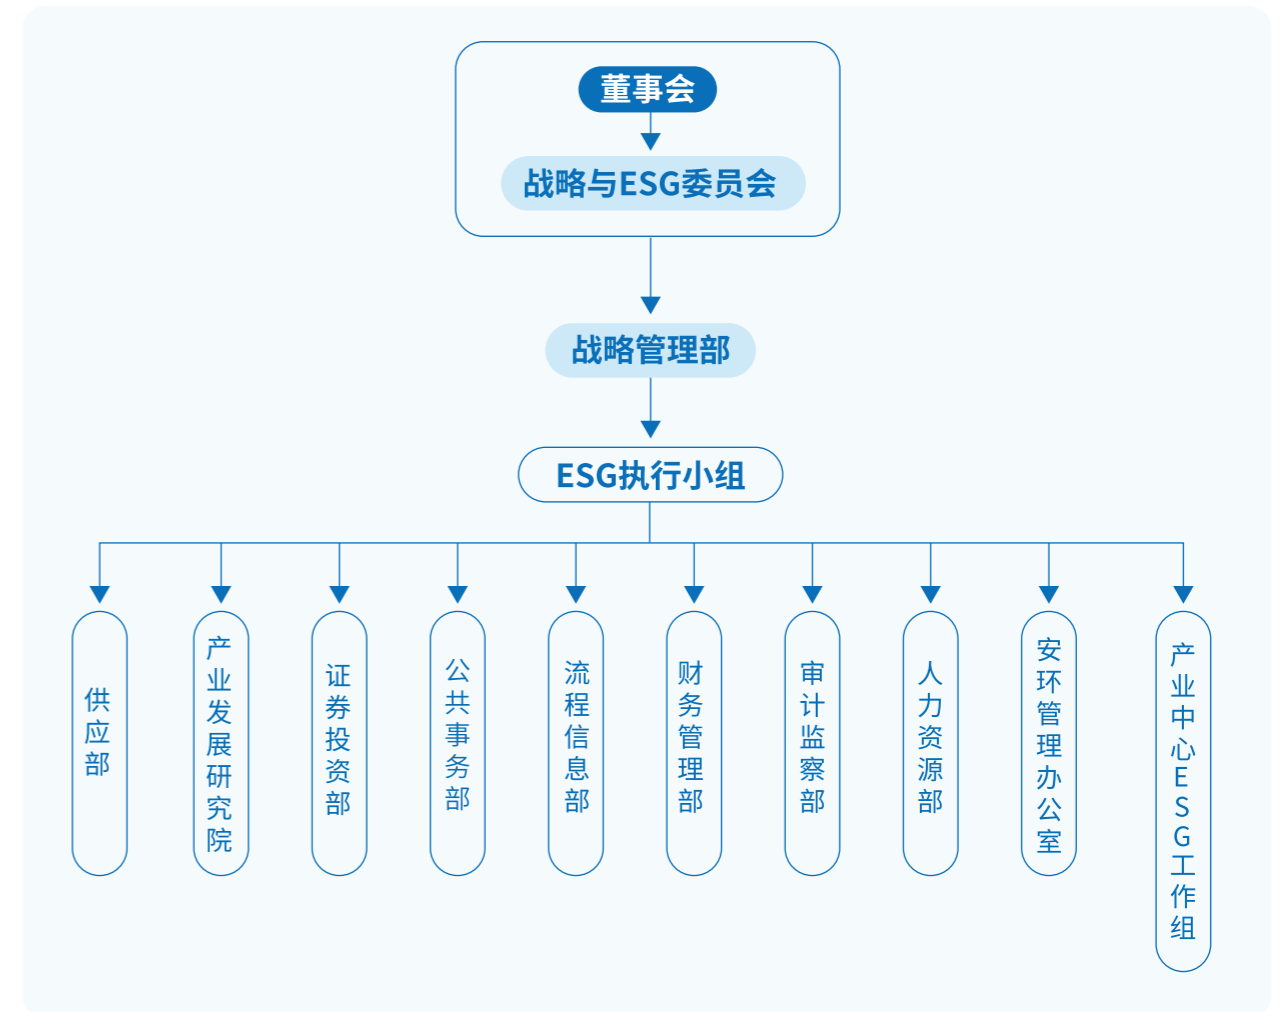 董事会
战略与ESG委员会
战略管理部
ESG执行小组
供应部
产业发展研究院
证券投资部
公共事务部
流程信息部
财务管理部
审计监察部
人力资源部
安环管理办公室
产业中心ESG工作组